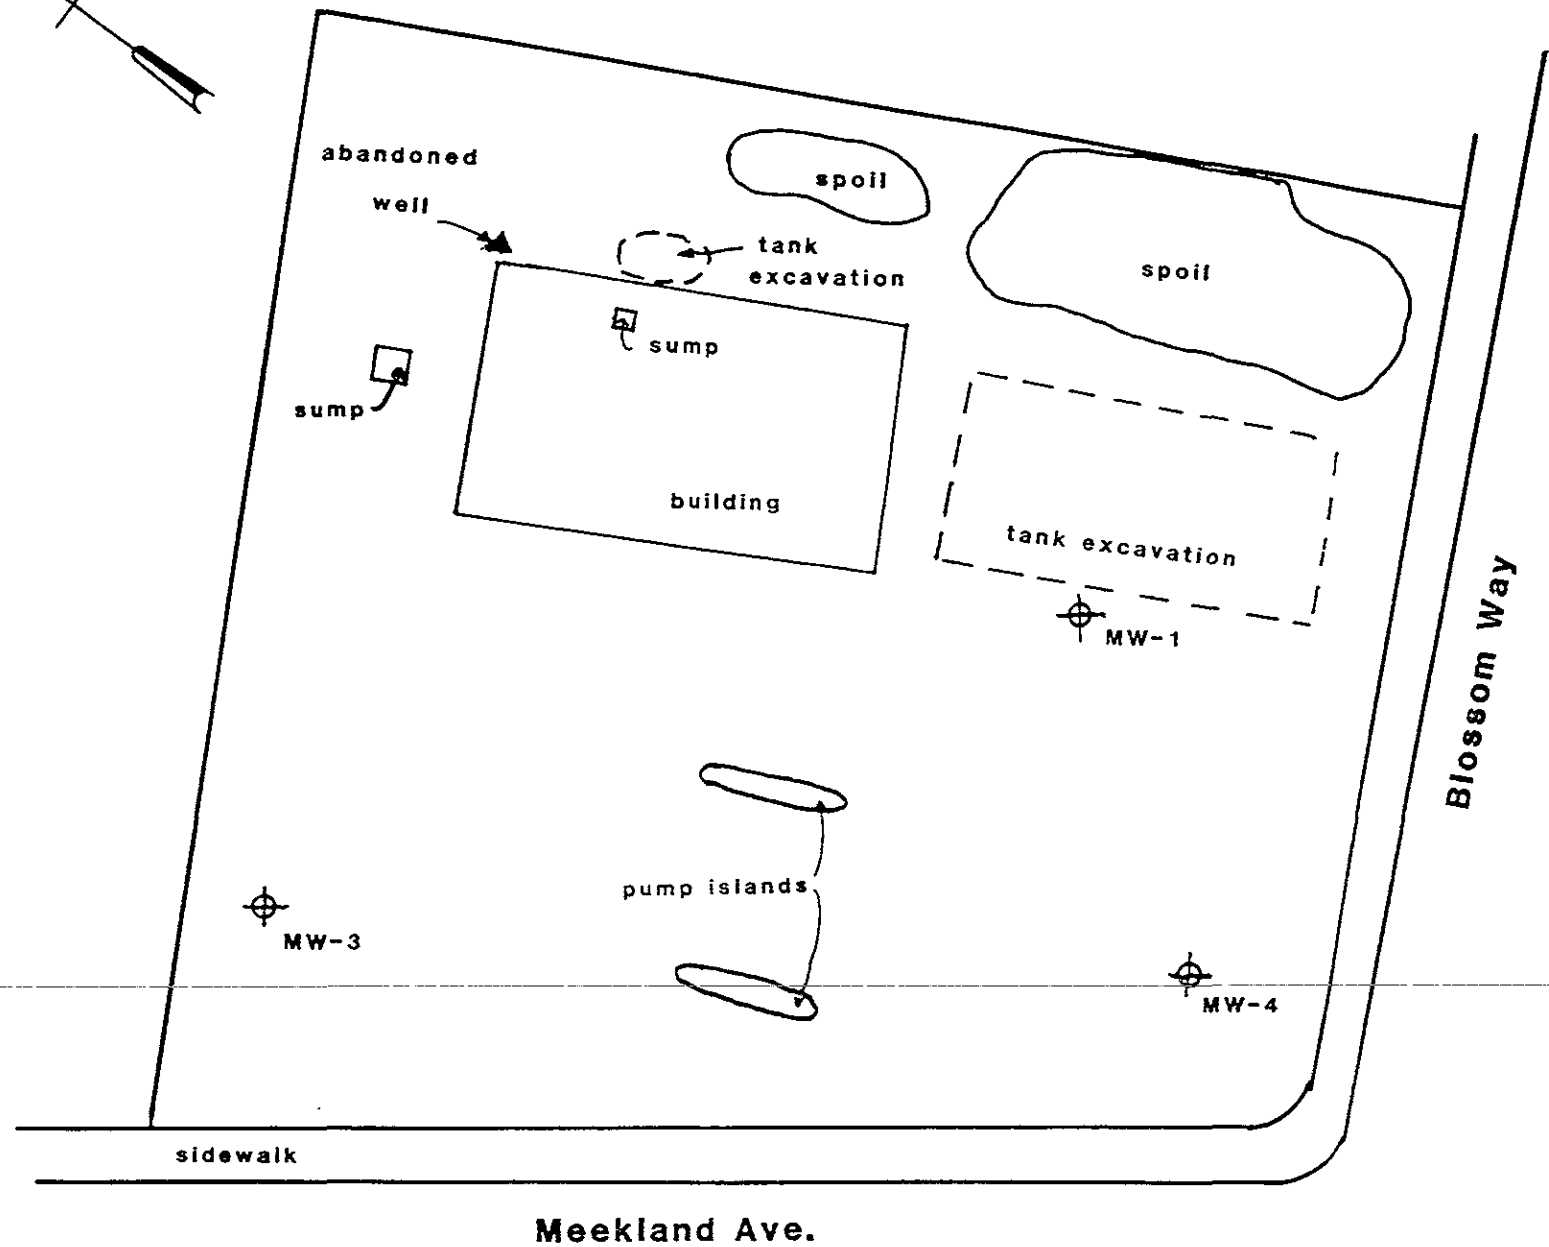 abandoned
well
spoil
tank
excavation
spoil
sump
sump
building
tank excavation
MW-1
Blossom Way
pump islands
MW-3
MW-4
sidewalk
Meekland Ave.